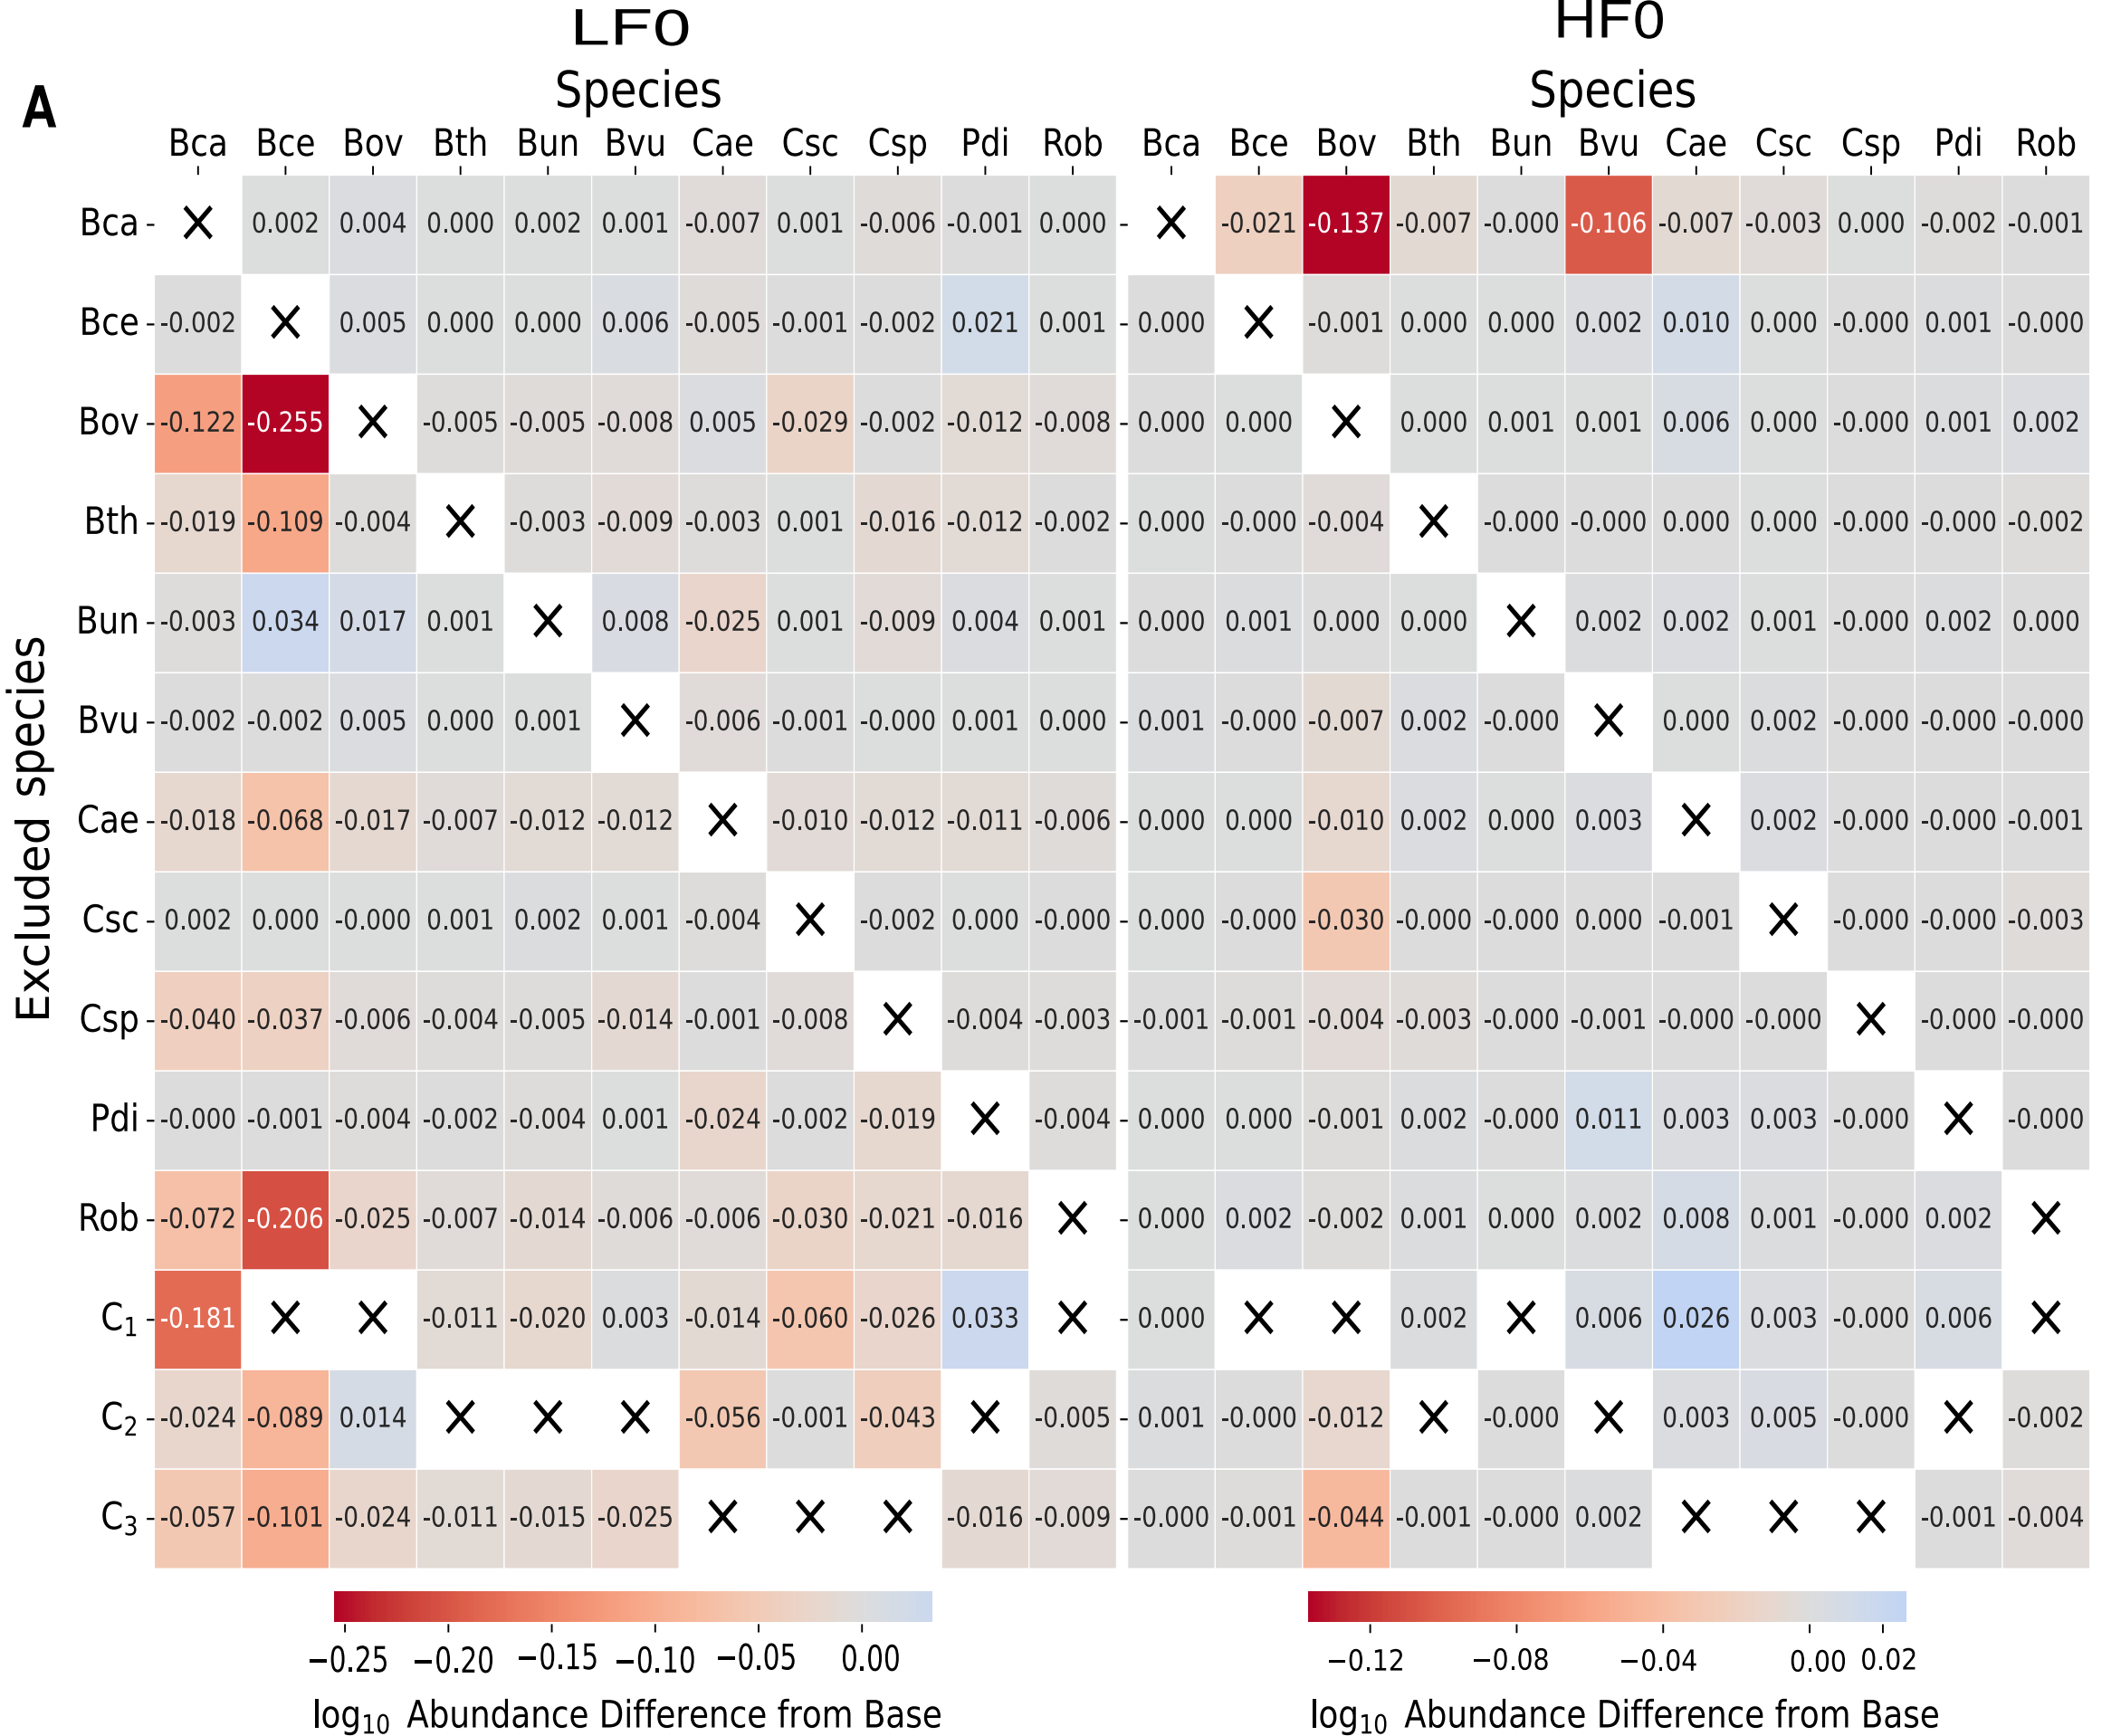 LF0 HF0
A
Species Species
Bca Bce Bov Bth Bun Bvu Cae Csc Csp Pdi Rob Bca Bce Bov Bth Bun Bvu Cae Csc Csp Pdi Rob
Excluded species
Bca 0.002 0.004 0.000 0.002 0.001 -0.007 0.001 -0.006 -0.001 0.000 -0.021 -0.137 -0.007 -0.000 -0.106 -0.007 -0.003 0.000 -0.002 -0.001
Bce -0.002 0.005 0.000 0.000 0.006 -0.005 -0.001 -0.002 0.021 0.001 0.000 -0.001 0.000 0.000 0.002 0.010 0.000 -0.000 0.001 -0.000
Bov -0.122 -0.255 -0.005 -0.005 -0.008 0.005 -0.029 -0.002 -0.012 -0.008 0.000 0.000 0.000 0.001 0.001 0.006 0.000 -0.000 0.001 0.002
Bth -0.019 -0.109 -0.004 -0.003 -0.009 -0.003 0.001 -0.016 -0.012 -0.002 0.000 -0.000 -0.004 -0.000 -0.000 0.000 0.000 -0.000 -0.000 -0.002
Bun -0.003 0.034 0.017 0.001 0.008 -0.025 0.001 -0.009 0.004 0.001 0.000 0.001 0.000 0.000 0.002 0.002 0.001 -0.000 0.002 0.000
Bvu -0.002 -0.002 0.005 0.000 0.001 -0.006 -0.001 -0.000 0.001 0.000 0.001 -0.000 -0.007 0.002 -0.000 0.000 0.002 -0.000 -0.000 -0.000
Cae -0.018 -0.068 -0.017 -0.007 -0.012 -0.012 -0.010 -0.012 -0.011 -0.006 0.000 0.000 -0.010 0.002 0.000 0.003 0.002 -0.000 -0.000 -0.001
Csc 0.002 0.000 -0.000 0.001 0.002 0.001 -0.004 -0.002 0.000 -0.000 0.000 -0.000 -0.030 -0.000 -0.000 0.000 -0.001 -0.000 -0.000 -0.003
Csp -0.040 -0.037 -0.006 -0.004 -0.005 -0.014 -0.001 -0.008 -0.004 -0.003 -0.001 -0.001 -0.004 -0.003 -0.000 -0.001 -0.000 -0.000 -0.000 -0.000
Pdi -0.000 -0.001 -0.004 -0.002 -0.004 0.001 -0.024 -0.002 -0.019 -0.004 0.000 0.000 -0.001 0.002 -0.000 0.011 0.003 0.003 -0.000 -0.000
Rob -0.072 -0.206 -0.025 -0.007 -0.014 -0.006 -0.006 -0.030 -0.021 -0.016 0.000 0.002 -0.002 0.001 0.000 0.002 0.008 0.001 -0.000 0.002
C₁ -0.181 -0.011 -0.020 0.003 -0.014 -0.060 -0.026 0.033 0.000 0.002 0.006 0.026 0.003 -0.000 0.006
C₂ -0.024 -0.089 0.014 -0.056 -0.001 -0.043 -0.005 0.001 -0.000 -0.012 -0.000 0.003 0.005 -0.000 -0.002
C₃ -0.057 -0.101 -0.024 -0.011 -0.015 -0.025 -0.016 -0.009 -0.000 -0.001 -0.044 -0.001 -0.000 0.002 -0.001 -0.004
−0.25 −0.20 −0.15 −0.10 −0.05 0.00 −0.12 −0.08 −0.04 0.00 0.02
log₁₀ Abundance Difference from Base log₁₀ Abundance Difference from Base